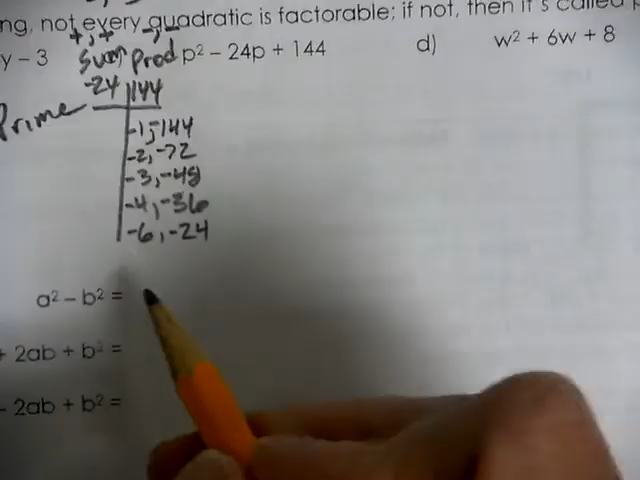 ng, not every quadratic is factorable; if not, then it's called
+, + -, -
y - 3 Sum Prod p² - 24p + 144 d) w² + 6w + 8
-24 144
Prime
-1, -144
-2, -72
-3, -48
-4, -36
-6, -24
a² - b² =
+ 2ab + b² =
- 2ab + b² =